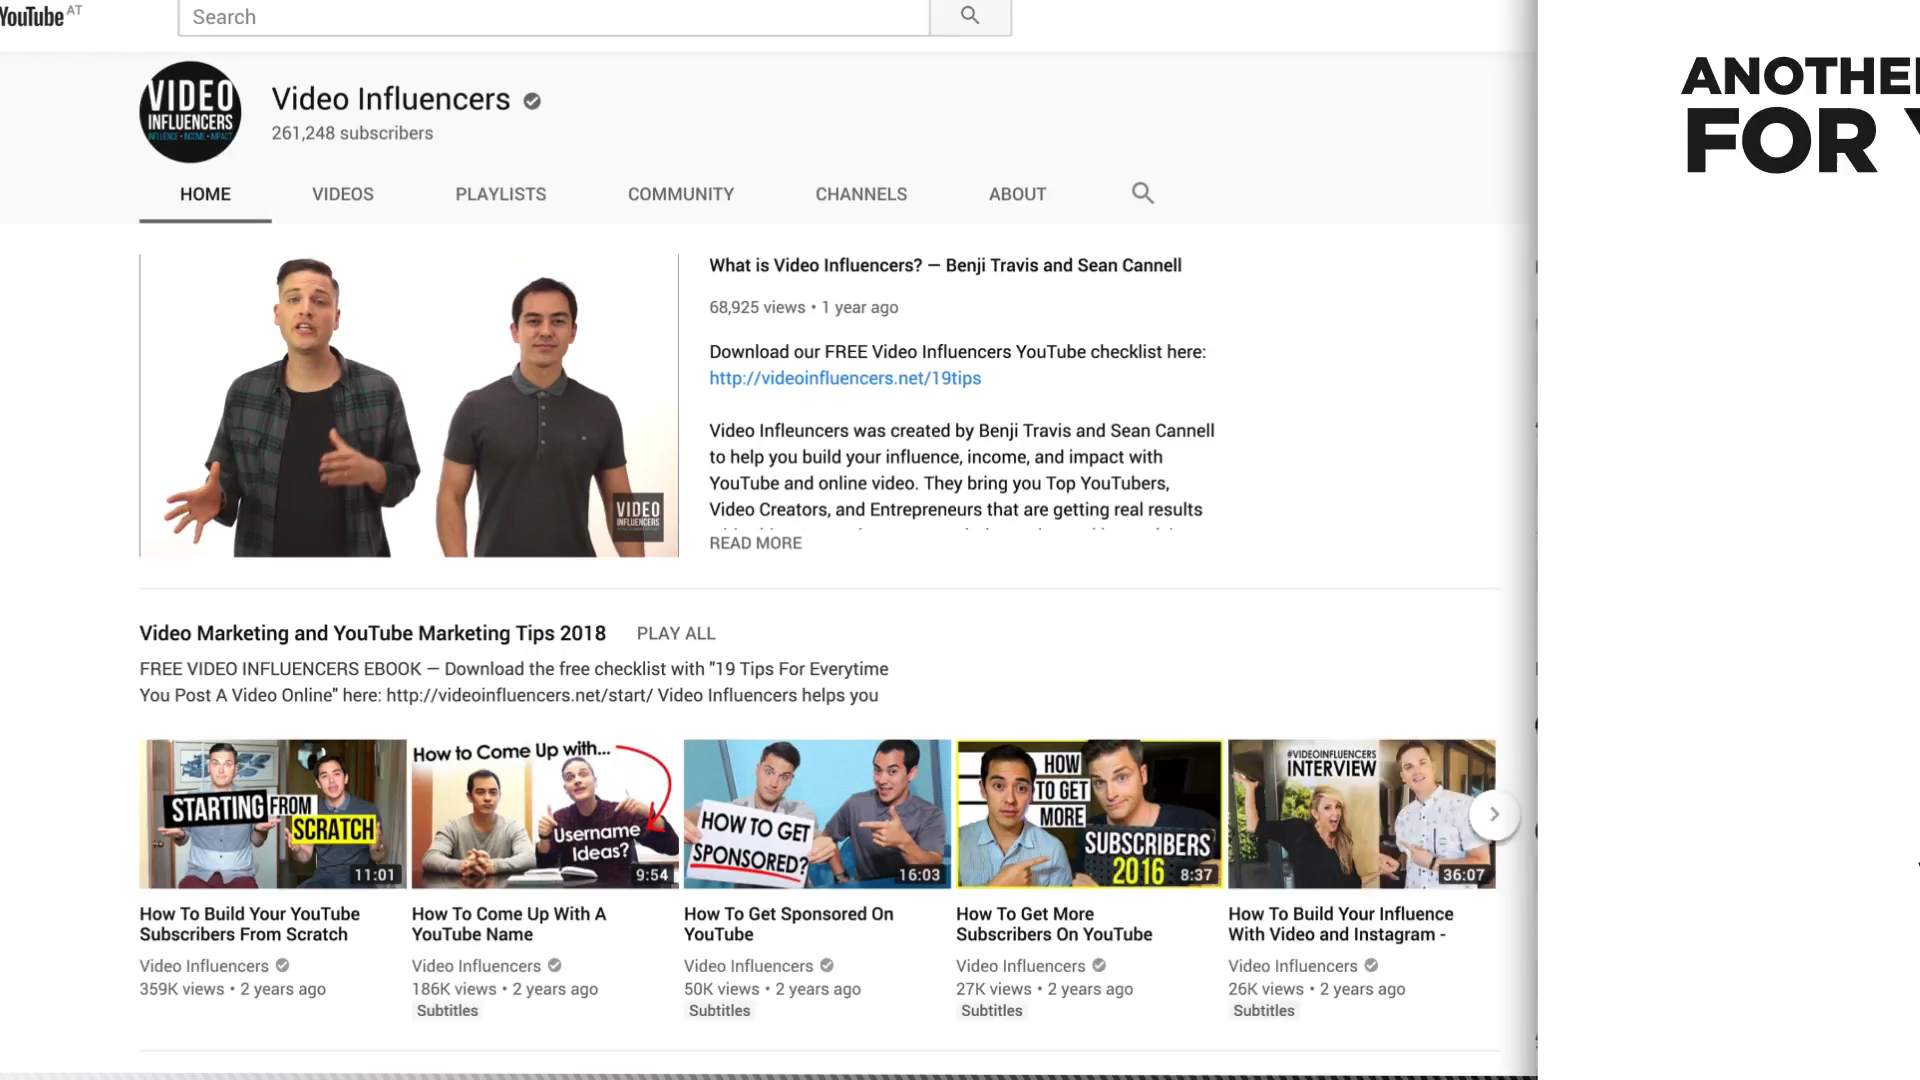 YouTube AT
Search
ANOTHE
FOR
VIDEO
INFLUENCERS
INFLUENCE • INCOME • IMPACT
Video Influencers
261,248 subscribers
HOME VIDEOS PLAYLISTS COMMUNITY CHANNELS ABOUT
What is Video Influencers? — Benji Travis and Sean Cannell
68,925 views • 1 year ago
Download our FREE Video Influencers YouTube checklist here:
http://videoinfluencers.net/19tips
Video Infleuncers was created by Benji Travis and Sean Cannell
to help you build your influence, income, and impact with
YouTube and online video. They bring you Top YouTubers,
Video Creators, and Entrepreneurs that are getting real results
READ MORE
VIDEO
INFLUENCERS
Video Marketing and YouTube Marketing Tips 2018 PLAY ALL
FREE VIDEO INFLUENCERS EBOOK — Download the free checklist with "19 Tips For Everytime
You Post A Video Online" here: http://videoinfluencers.net/start/ Video Influencers helps you
STARTING FROM
SCRATCH
11:01
How to Come Up with...
Username
Ideas?
9:54
HOW TO GET
SPONSORED?
16:03
HOW
TO GET
MORE
SUBSCRIBERS
2016
8:37
#VIDEOINFLUENCERS
INTERVIEW
36:07
How To Build Your YouTube
Subscribers From Scratch
Video Influencers
359K views • 2 years ago
How To Come Up With A
YouTube Name
Video Influencers
186K views • 2 years ago
Subtitles
How To Get Sponsored On
YouTube
Video Influencers
50K views • 2 years ago
Subtitles
How To Get More
Subscribers On YouTube
Video Influencers
27K views • 2 years ago
Subtitles
How To Build Your Influence
With Video and Instagram -
Video Influencers
26K views • 2 years ago
Subtitles